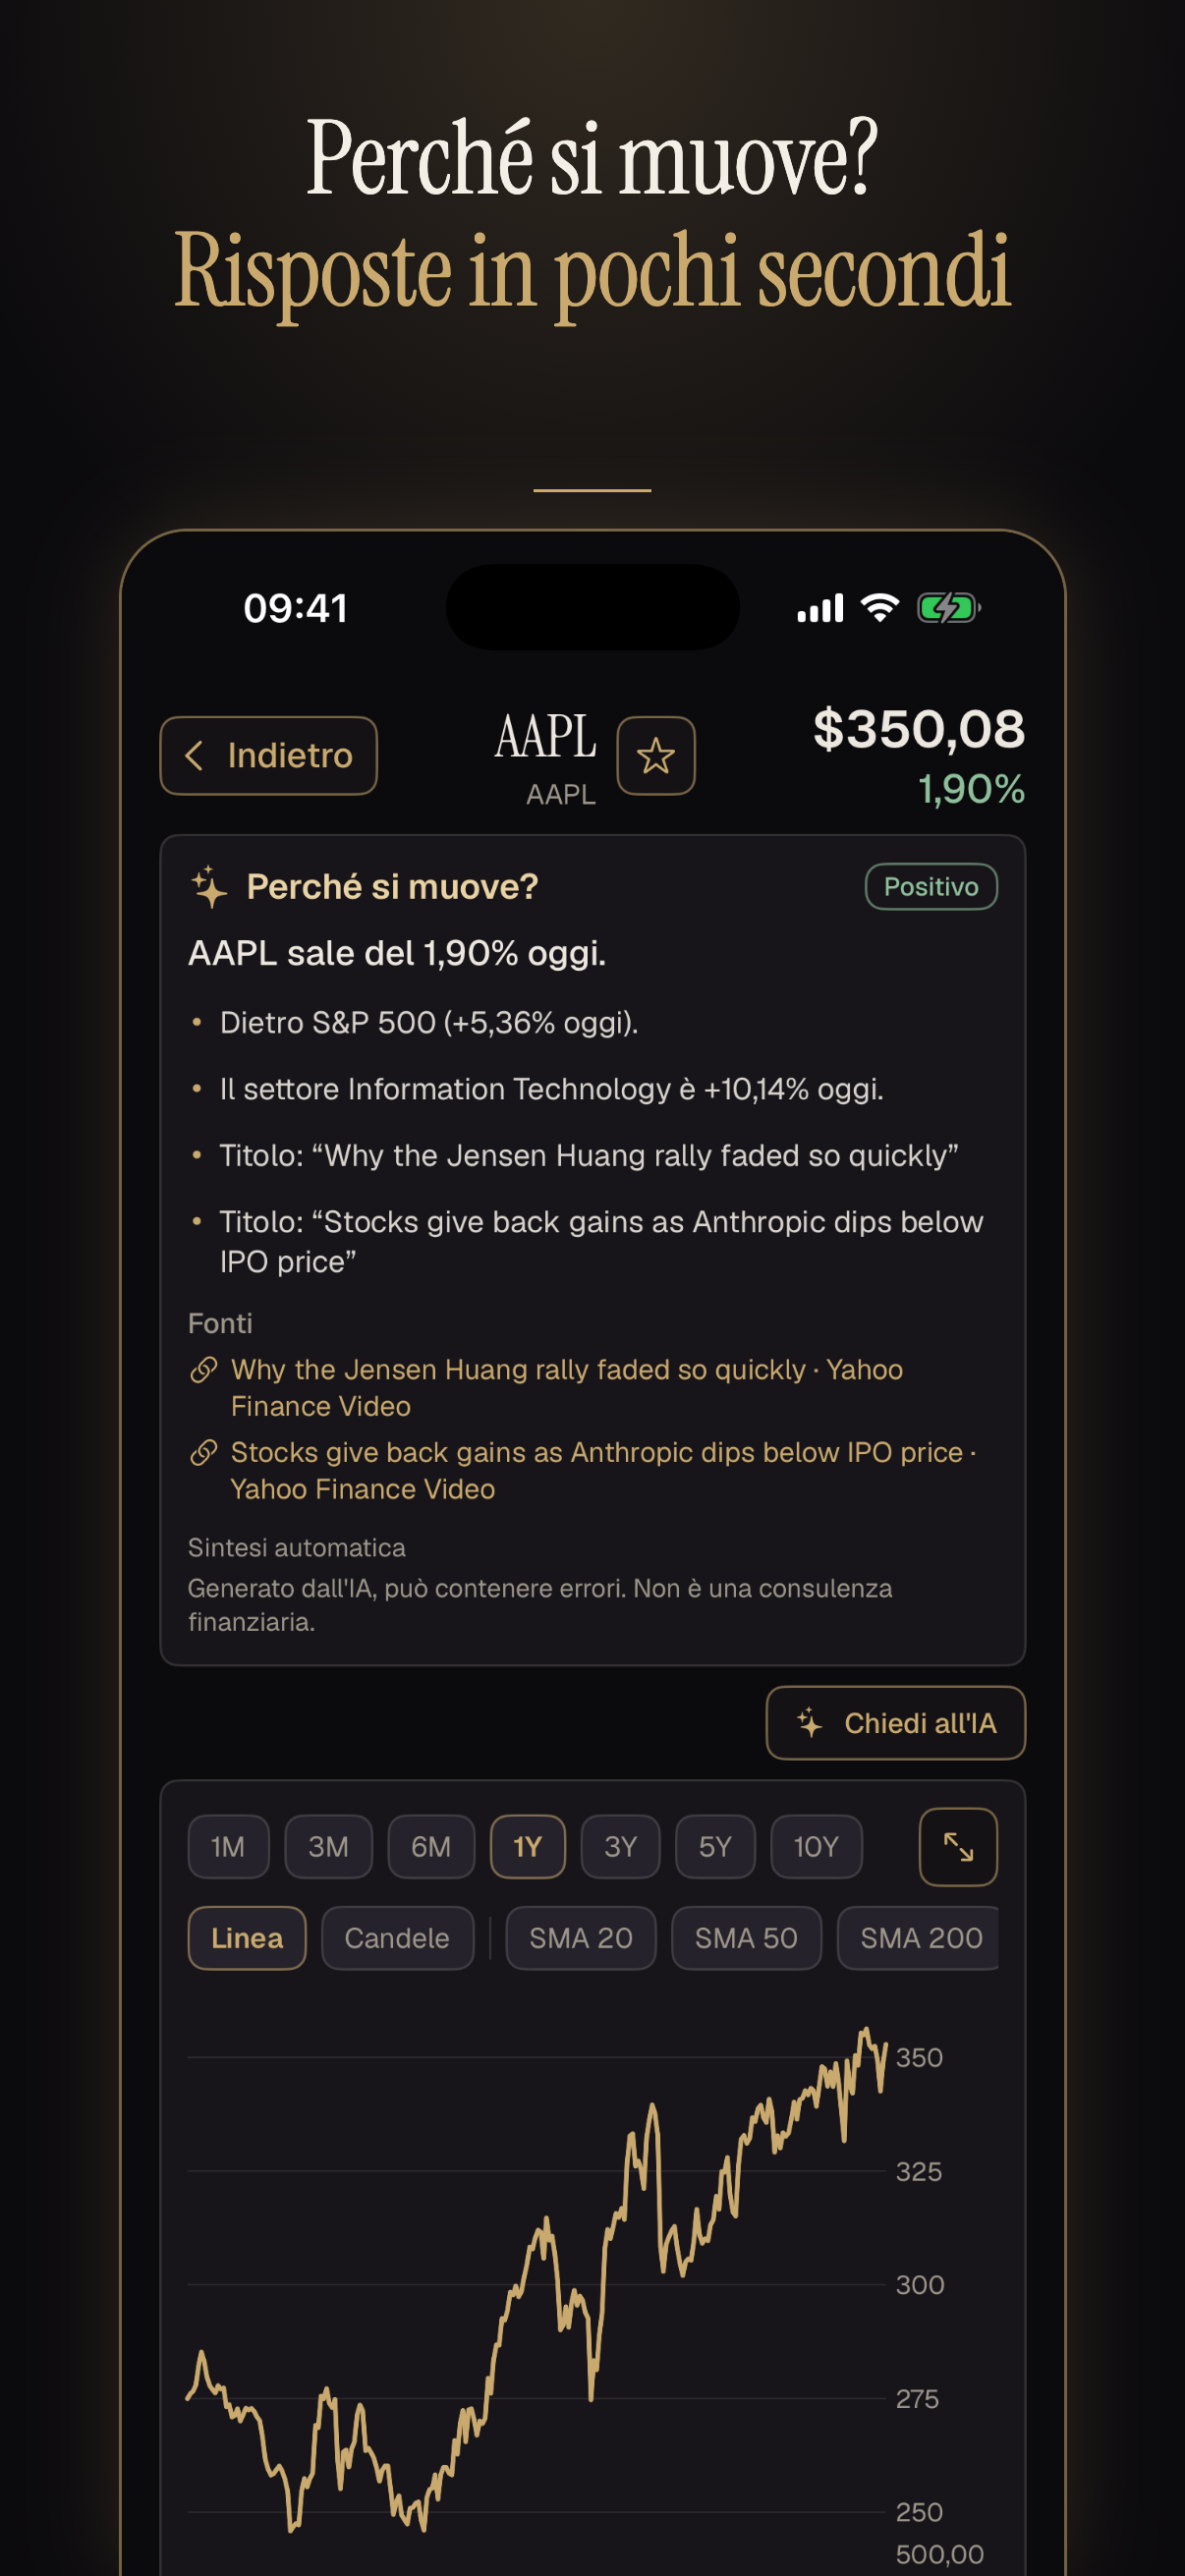 Perché si muove?
Risposte in pochi secondi
09:41
Indietro
AAPL
AAPL
$350,08
1,90%
Perché si muove?
Positivo
AAPL sale del 1,90% oggi.
• Dietro S&P 500 (+5,36% oggi).
• Il settore Information Technology è +10,14% oggi.
• Titolo: “Why the Jensen Huang rally faded so quickly”
• Titolo: “Stocks give back gains as Anthropic dips below
IPO price”
Fonti
Why the Jensen Huang rally faded so quickly · Yahoo
Finance Video
Stocks give back gains as Anthropic dips below IPO price ·
Yahoo Finance Video
Sintesi automatica
Generato dall'IA, può contenere errori. Non è una consulenza
finanziaria.
Chiedi all'IA
1M 3M 6M 1Y 3Y 5Y 10Y
Linea Candele SMA 20 SMA 50 SMA 200
350
325
300
275
250
500,00